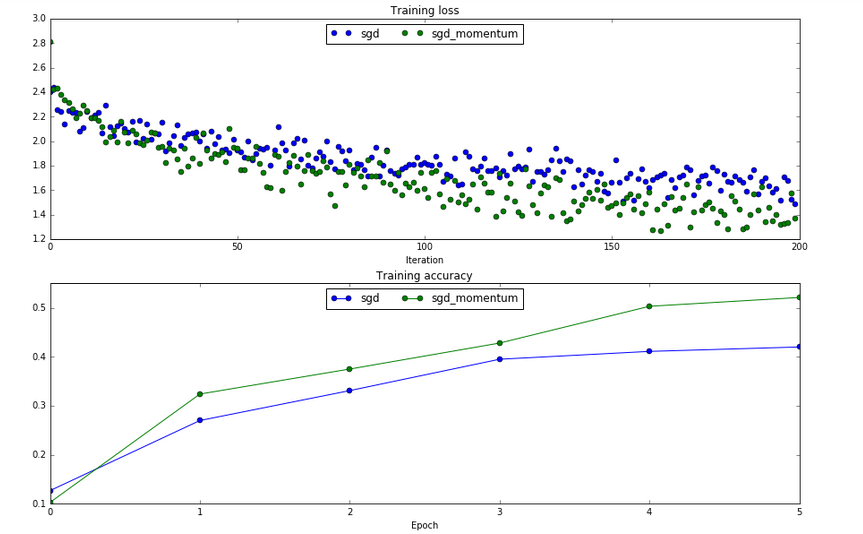 Training loss
3.0
sgd sgd_momentum
2.8
2.6
2.4
2.2
2.0
1.8
1.6
1.4
1.2
0 50 100 150 200
Iteration
Training accuracy
sgd sgd_momentum
0.5
0.4
0.3
0.2
0.1
0 1 2 3 4 5
Epoch